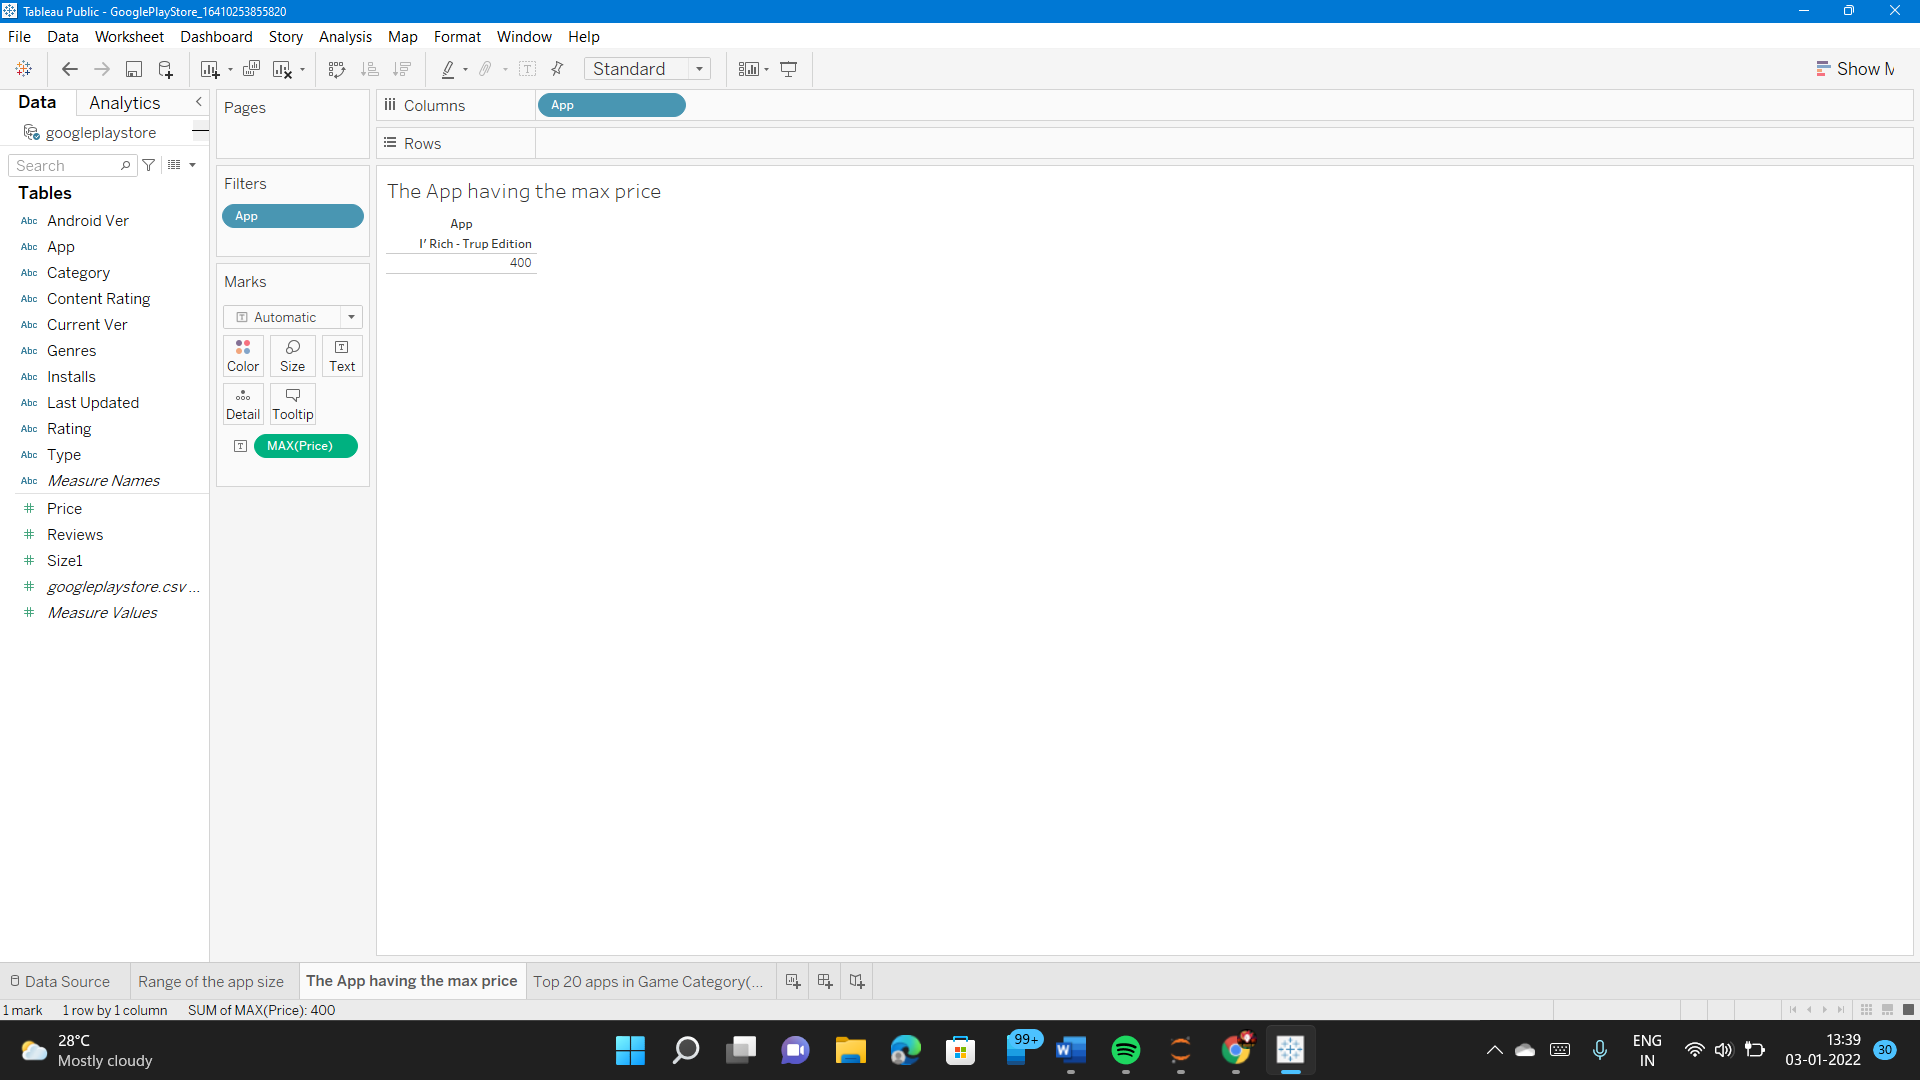 Tableau Public - GooglePlayStore_16410253855820
File Data Worksheet Dashboard Story Analysis Map Format Window Help
Standard
Show M
Data Analytics
googleplaystore
Search
Tables
Abc Android Ver
Abc App
Abc Category
Abc Content Rating
Abc Current Ver
Abc Genres
Abc Installs
Abc Last Updated
Abc Rating
Abc Type
Abc Measure Names
# Price
# Reviews
# Size1
# googleplaystore.csv ...
# Measure Values
Pages
Filters
App
Marks
T Automatic
Color Size Text
Detail Tooltip
T MAX(Price)
Columns App
Rows
The App having the max price
App
I' Rich - Trup Edition
400
Data Source Range of the app size The App having the max price Top 20 apps in Game Category(...
1 mark 1 row by 1 column SUM of MAX(Price): 400
28°C
Mostly cloudy
99+
W
ENG
IN
13:39
03-01-2022
30